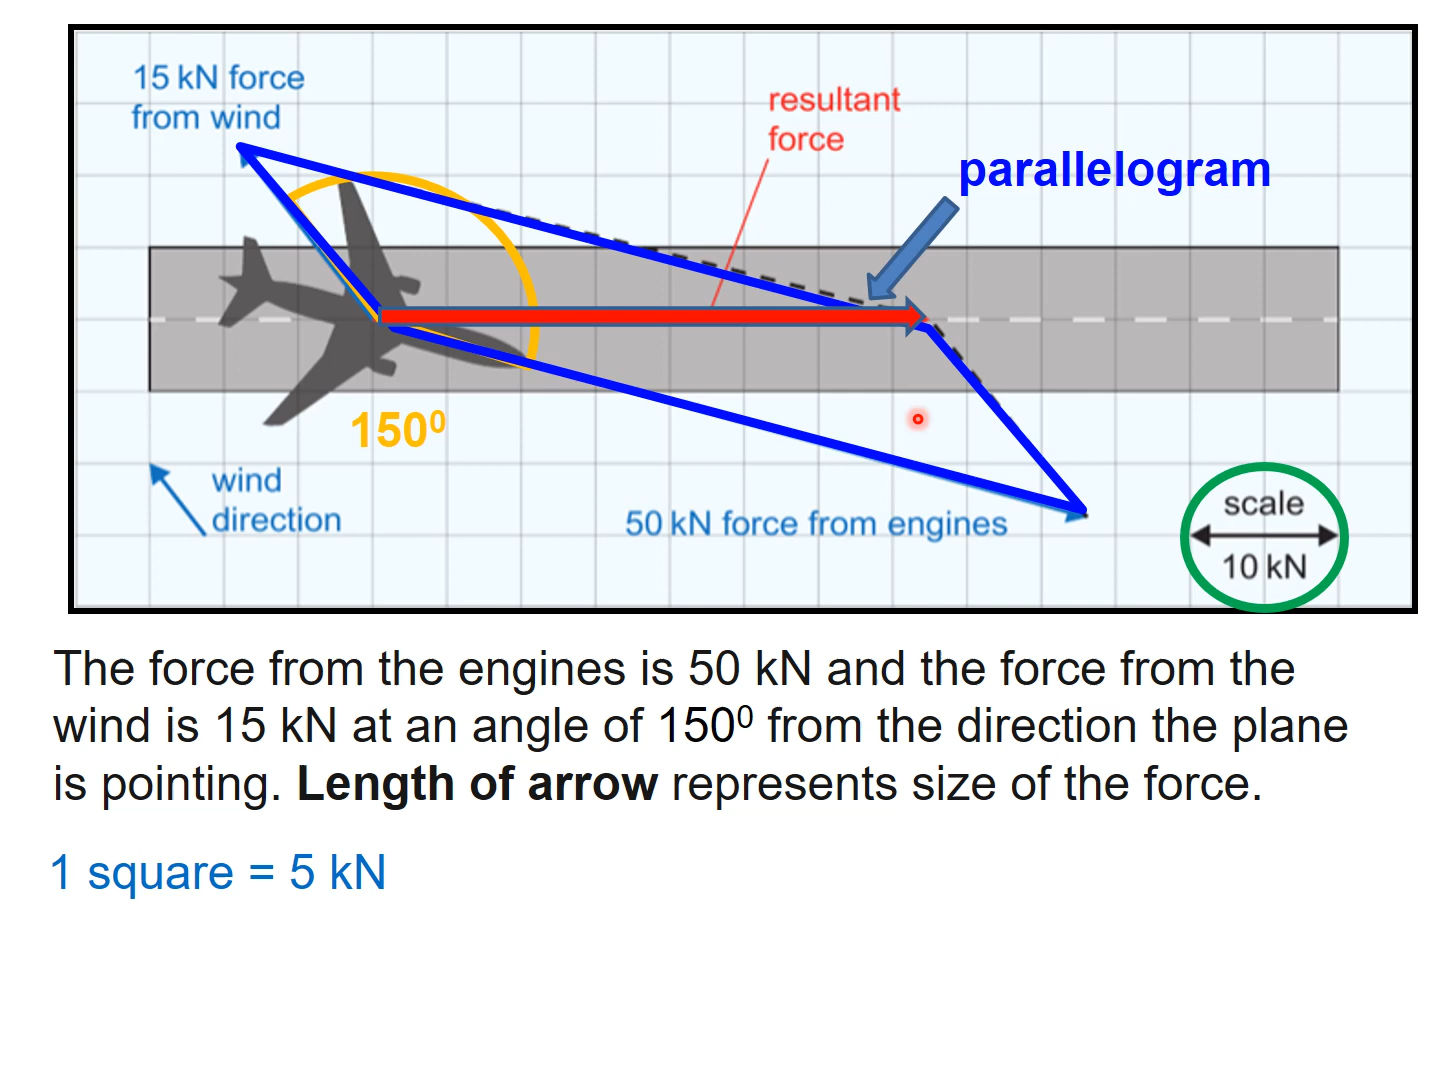 15 kN force
from wind
resultant
force
parallelogram
150⁰
wind
direction
50 kN force from engines
scale
10 kN
The force from the engines is 50 kN and the force from the
wind is 15 kN at an angle of 150⁰ from the direction the plane
is pointing. Length of arrow represents size of the force.
1 square = 5 kN